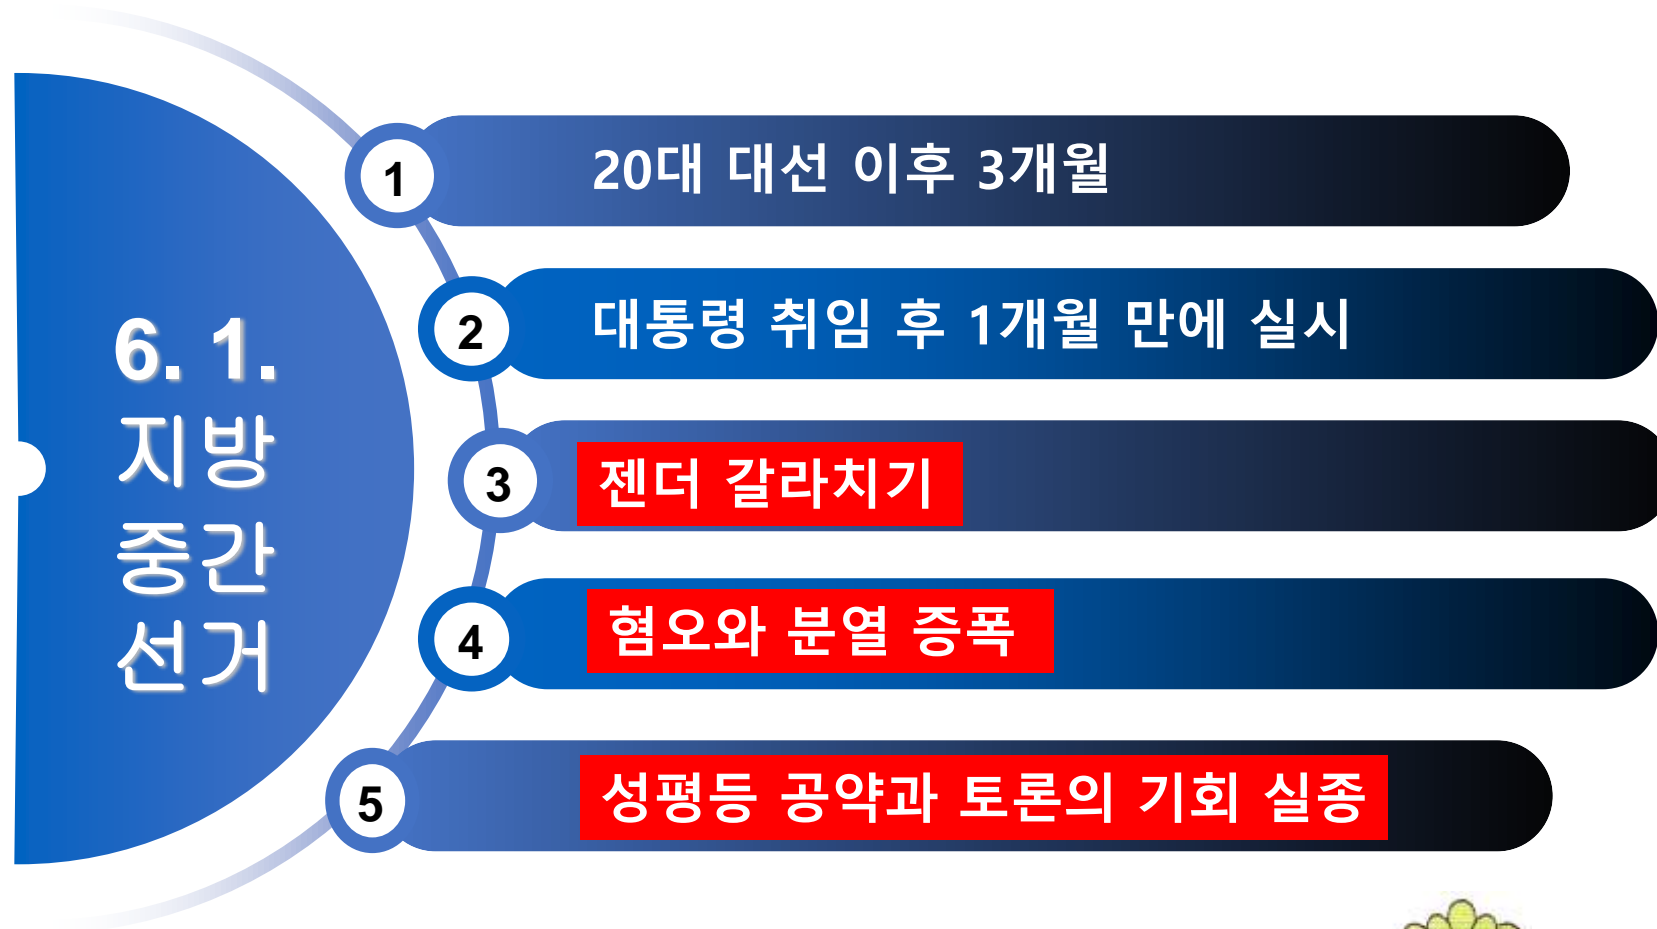 6. 1.
지방
중간
선거
1
20대 대선 이후 3개월
2
대통령 취임 후 1개월 만에 실시
3
젠더 갈라치기
4
혐오와 분열 증폭
5
성평등 공약과 토론의 기회 실종